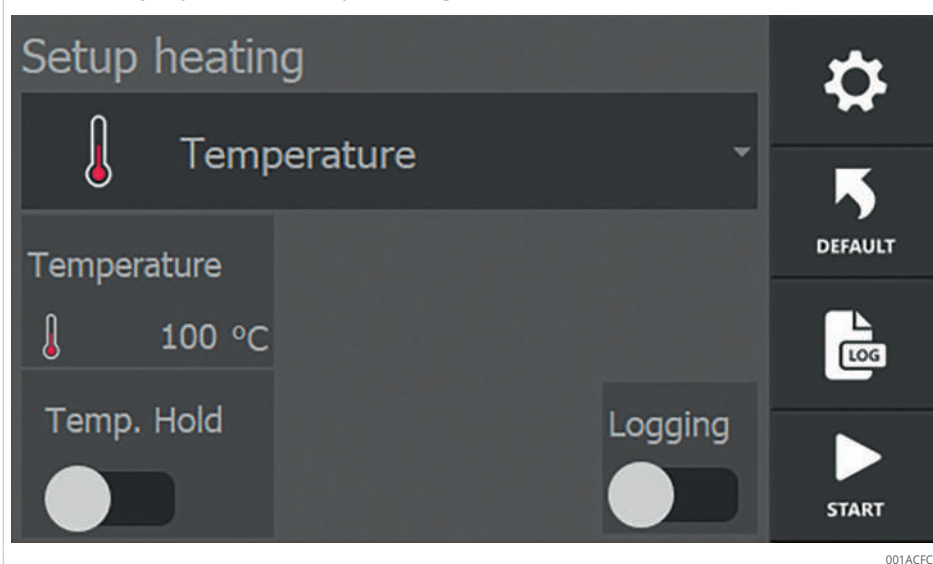 Setup heating
Temperature
DEFAULT
Temperature
100 °C
LOG
Temp. Hold
Logging
START
001ACFC